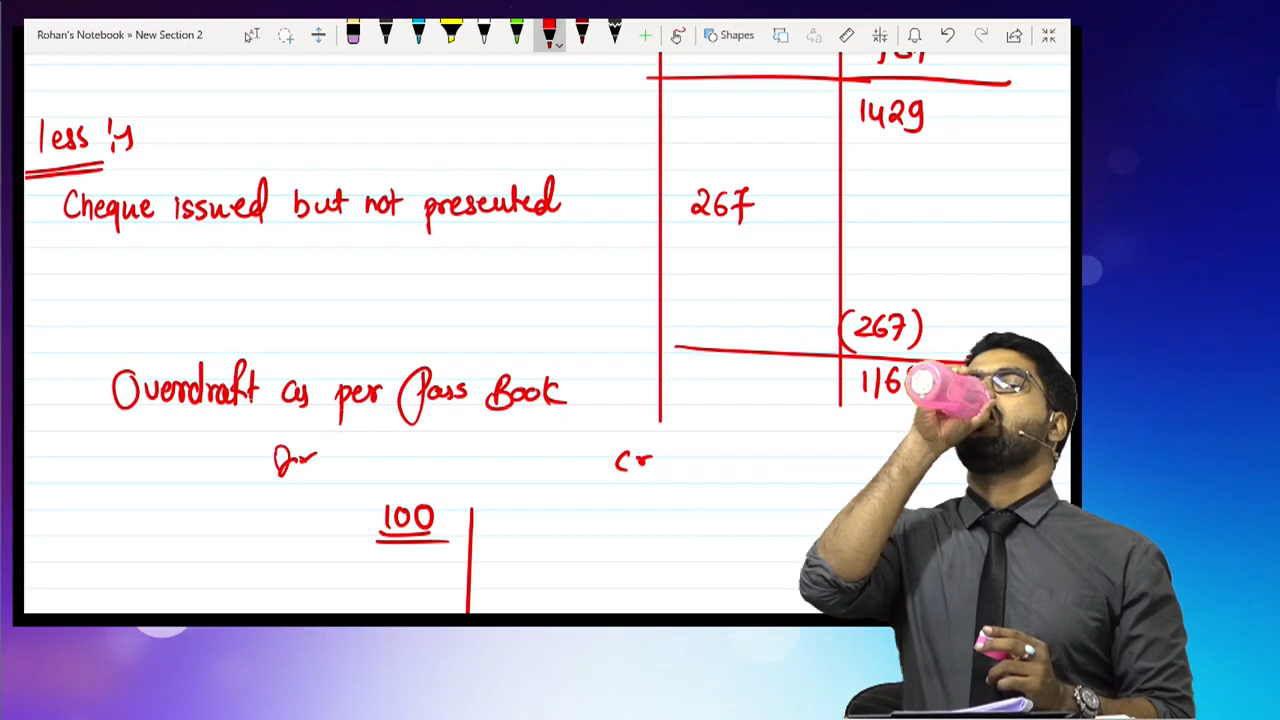 Rohan's Notebook » New Section 2
Shapes
1429
less :-
Cheque issued but not presented 267
(267)
Overdraft as per Pass Book
Dr Cr
100